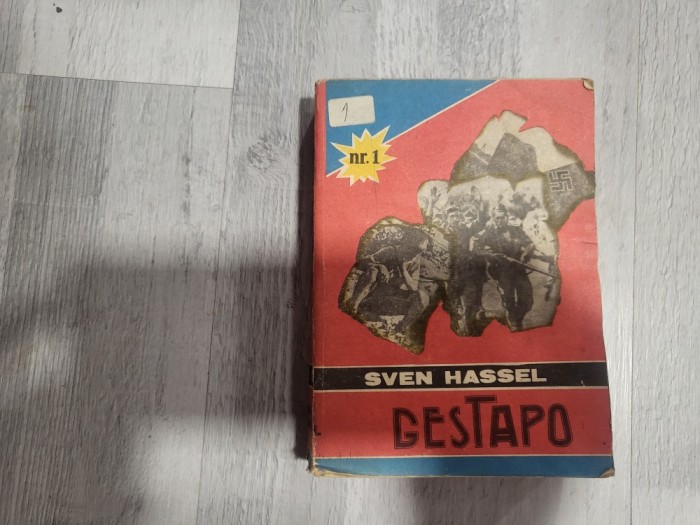 1
nr.1
SVEN HASSEL
GESTAPO